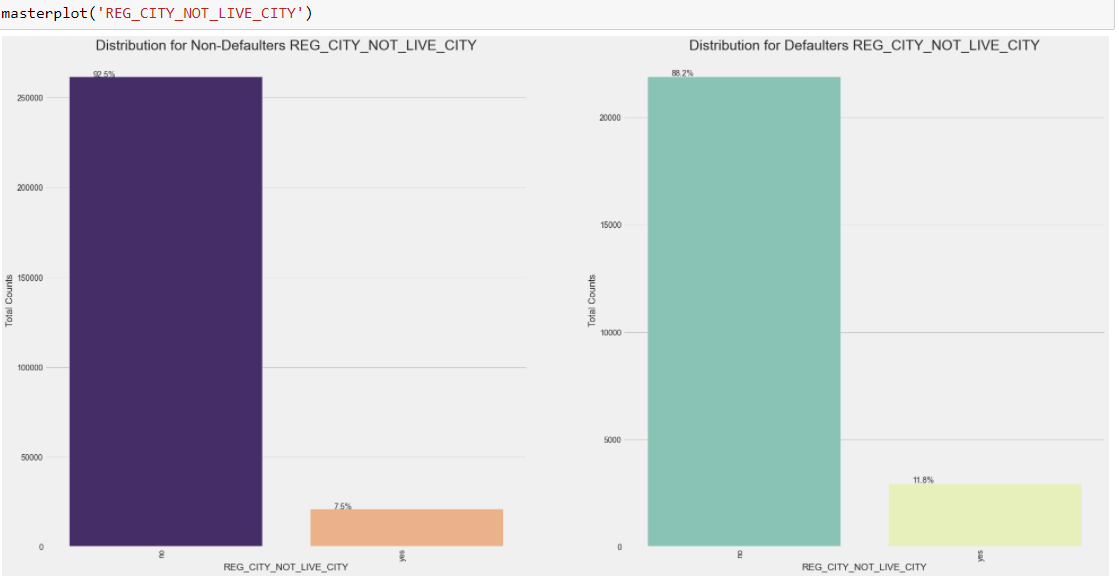 masterplot('REG_CITY_NOT_LIVE_CITY')
Distribution for Non-Defaulters REG_CITY_NOT_LIVE_CITY
92.5%
250000
200000
150000
100000
50000
0
Total Counts
7.5%
no
yes
REG_CITY_NOT_LIVE_CITY
Distribution for Defaulters REG_CITY_NOT_LIVE_CITY
88.2%
20000
15000
10000
5000
0
Total Counts
11.8%
no
yes
REG_CITY_NOT_LIVE_CITY